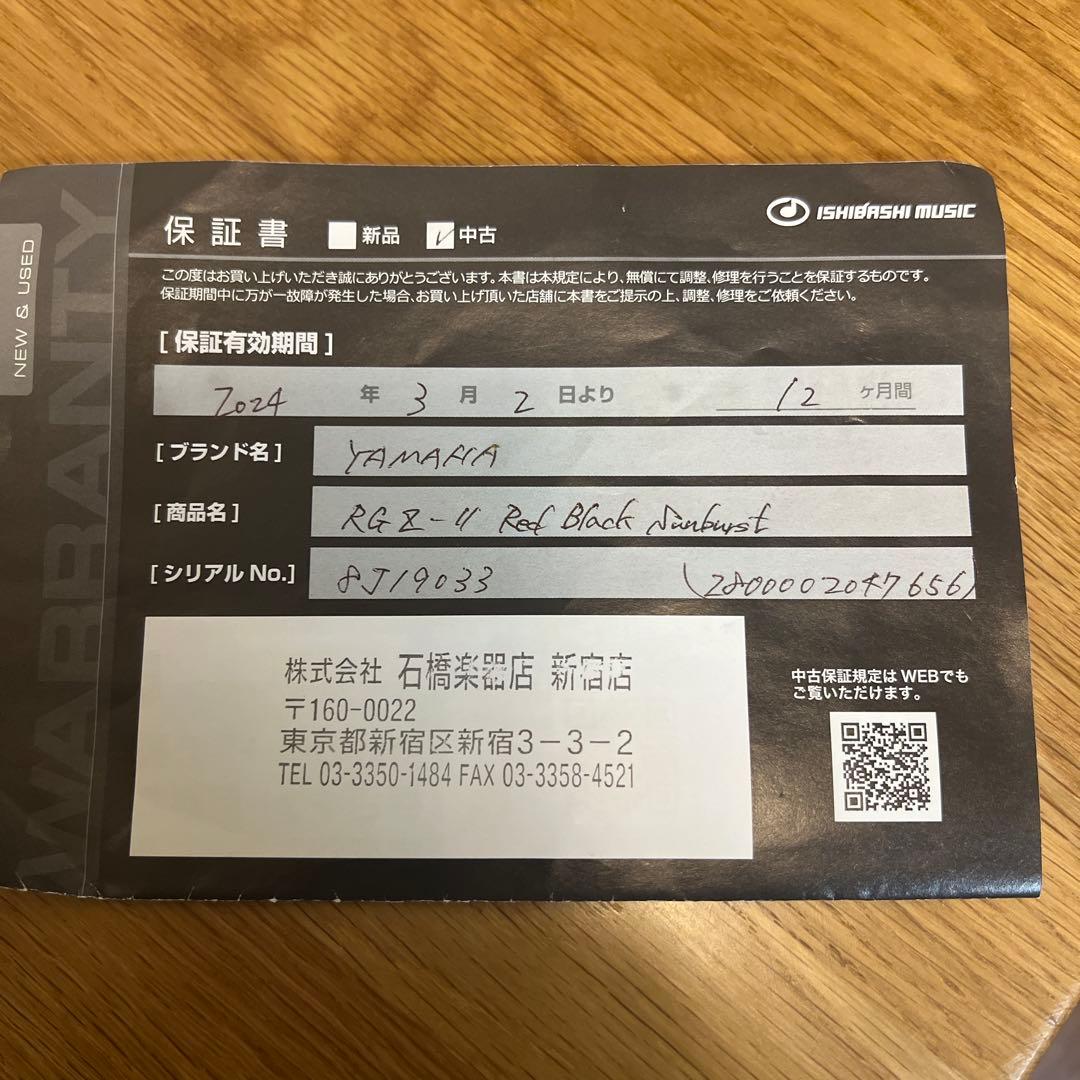 WARRANTY
NEW & USED
保証書 新品 ✓中古
ISHIBASHI MUSIC
この度はお買い上げいただき誠にありがとうございます。本書は本規定により、無償にて調整、修理を行うことを保証するものです。
保証期間中に万が一故障が発生した場合、お買い上げ頂いた店舗に本書をご提示の上、調整、修理をご依頼ください。
[ 保証有効期間 ]
2024 年 3 月 2 日より 12 ヶ月間
[ ブランド名 ] YAMAHA
[ 商品名 ] RGZ-11 Red Black Sunburst
[ シリアル No.] 8J19033 (2800002047656)
株式会社 石橋楽器店 新宿店
〒160-0022
東京都新宿区新宿3-3-2
TEL 03-3350-1484 FAX 03-3358-4521
中古保証規定は WEBでも
ご覧いただけます。